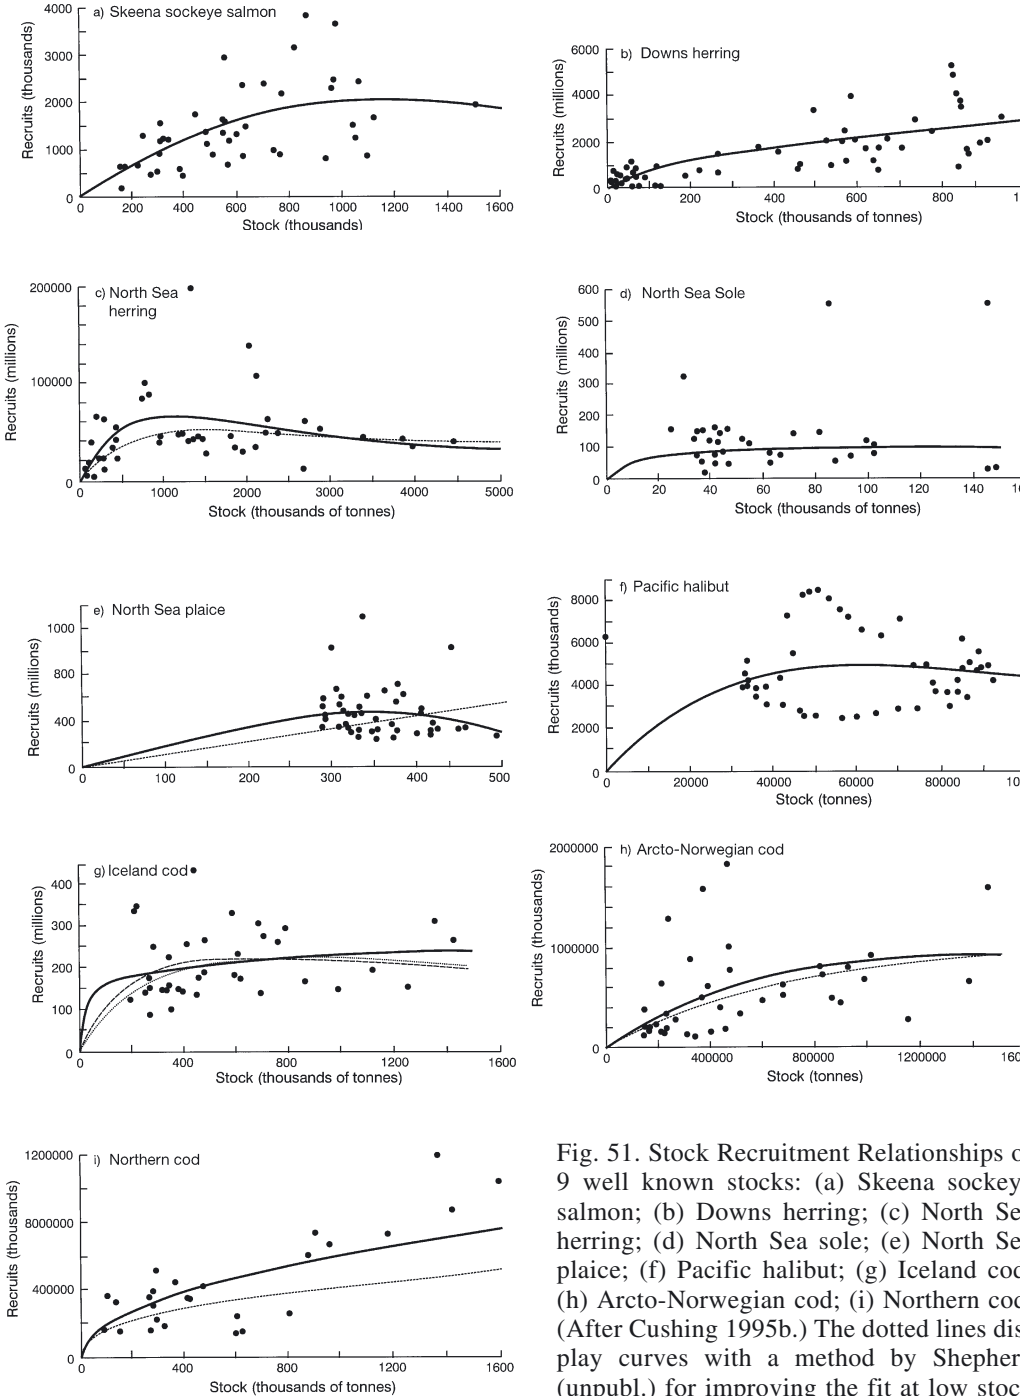 a) Skeena sockeye salmon
Recruits (thousands)
4000
3000
2000
1000
0
0 200 400 600 800 1000 1200 1400 1600
Stock (thousands)
b) Downs herring
Recruits (millions)
6000
4000
2000
0
0 200 400 600 800
Stock (thousands of tonnes)
c) North Sea
herring
Recruits (millions)
200000
100000
0
0 1000 2000 3000 4000 5000
Stock (thousands of tonnes)
d) North Sea Sole
Recruits (millions)
600
500
400
300
200
100
0
0 20 40 60 80 100 120 140
Stock (thousands of tonnes)
e) North Sea plaice
Recruits (millions)
1000
800
400
0
0 100 200 300 400 500
f) Pacific halibut
Recruits (thousands)
8000
6000
4000
2000
0
0 20000 40000 60000 80000
Stock (tonnes)
g) Iceland cod
Recruits (millions)
400
300
200
100
0
0 400 800 1200 1600
Stock (thousands of tonnes)
h) Arcto-Norwegian cod
Recruits (thousands)
2000000
1000000
0
0 400000 800000 1200000
Stock (tonnes)
i) Northern cod
Recruits (thousands)
1200000
8000000
400000
0
0 400 800 1200 1600
Stock (thousands of tonnes)
Fig. 51. Stock Recruitment Relationships
9 well known stocks: (a) Skeena sockey
salmon; (b) Downs herring; (c) North Se
herring; (d) North Sea sole; (e) North Se
plaice; (f) Pacific halibut; (g) Iceland cod
(h) Arcto-Norwegian cod; (i) Northern cod
(After Cushing 1995b.) The dotted lines dis
play curves with a method by Shepher
(unpubl.) for improving the fit at low stoc